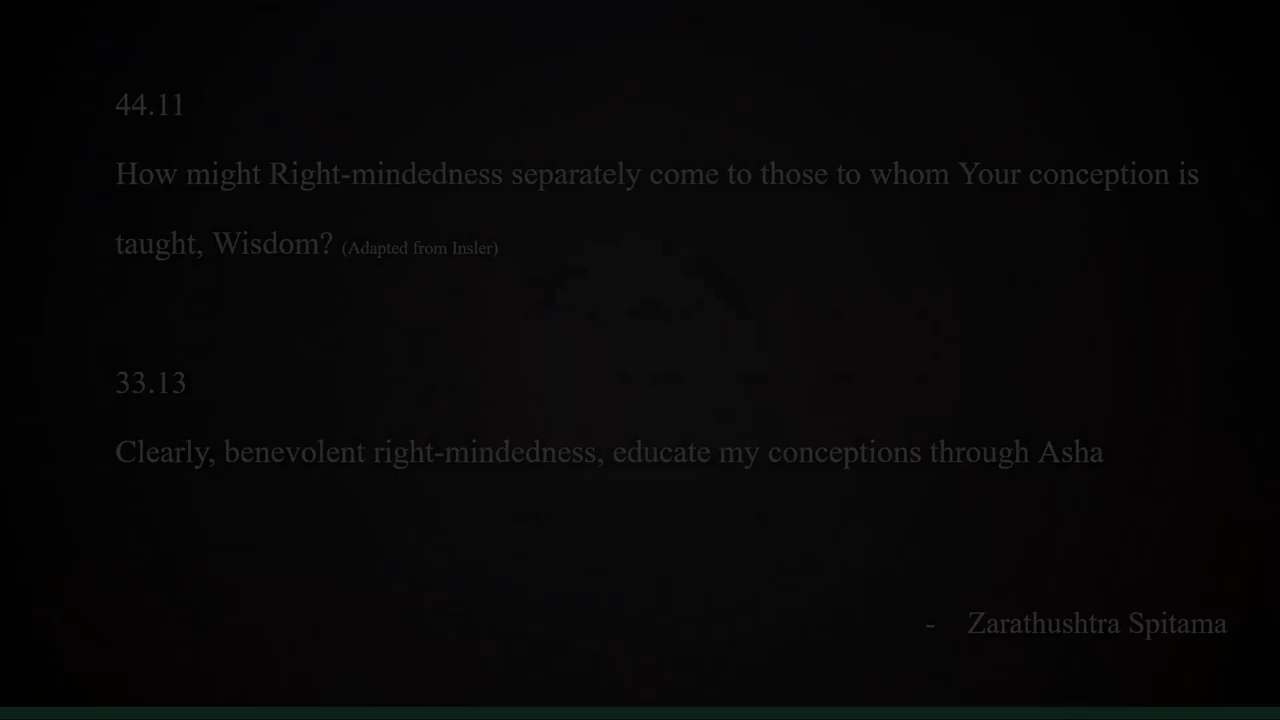 44.11
How might Right-mindedness separately come to those to whom Your conception is
taught, Wisdom? (Adapted from Insler)
33.13
Clearly, benevolent right-mindedness, educate my conceptions through Asha
- Zarathushtra Spitama